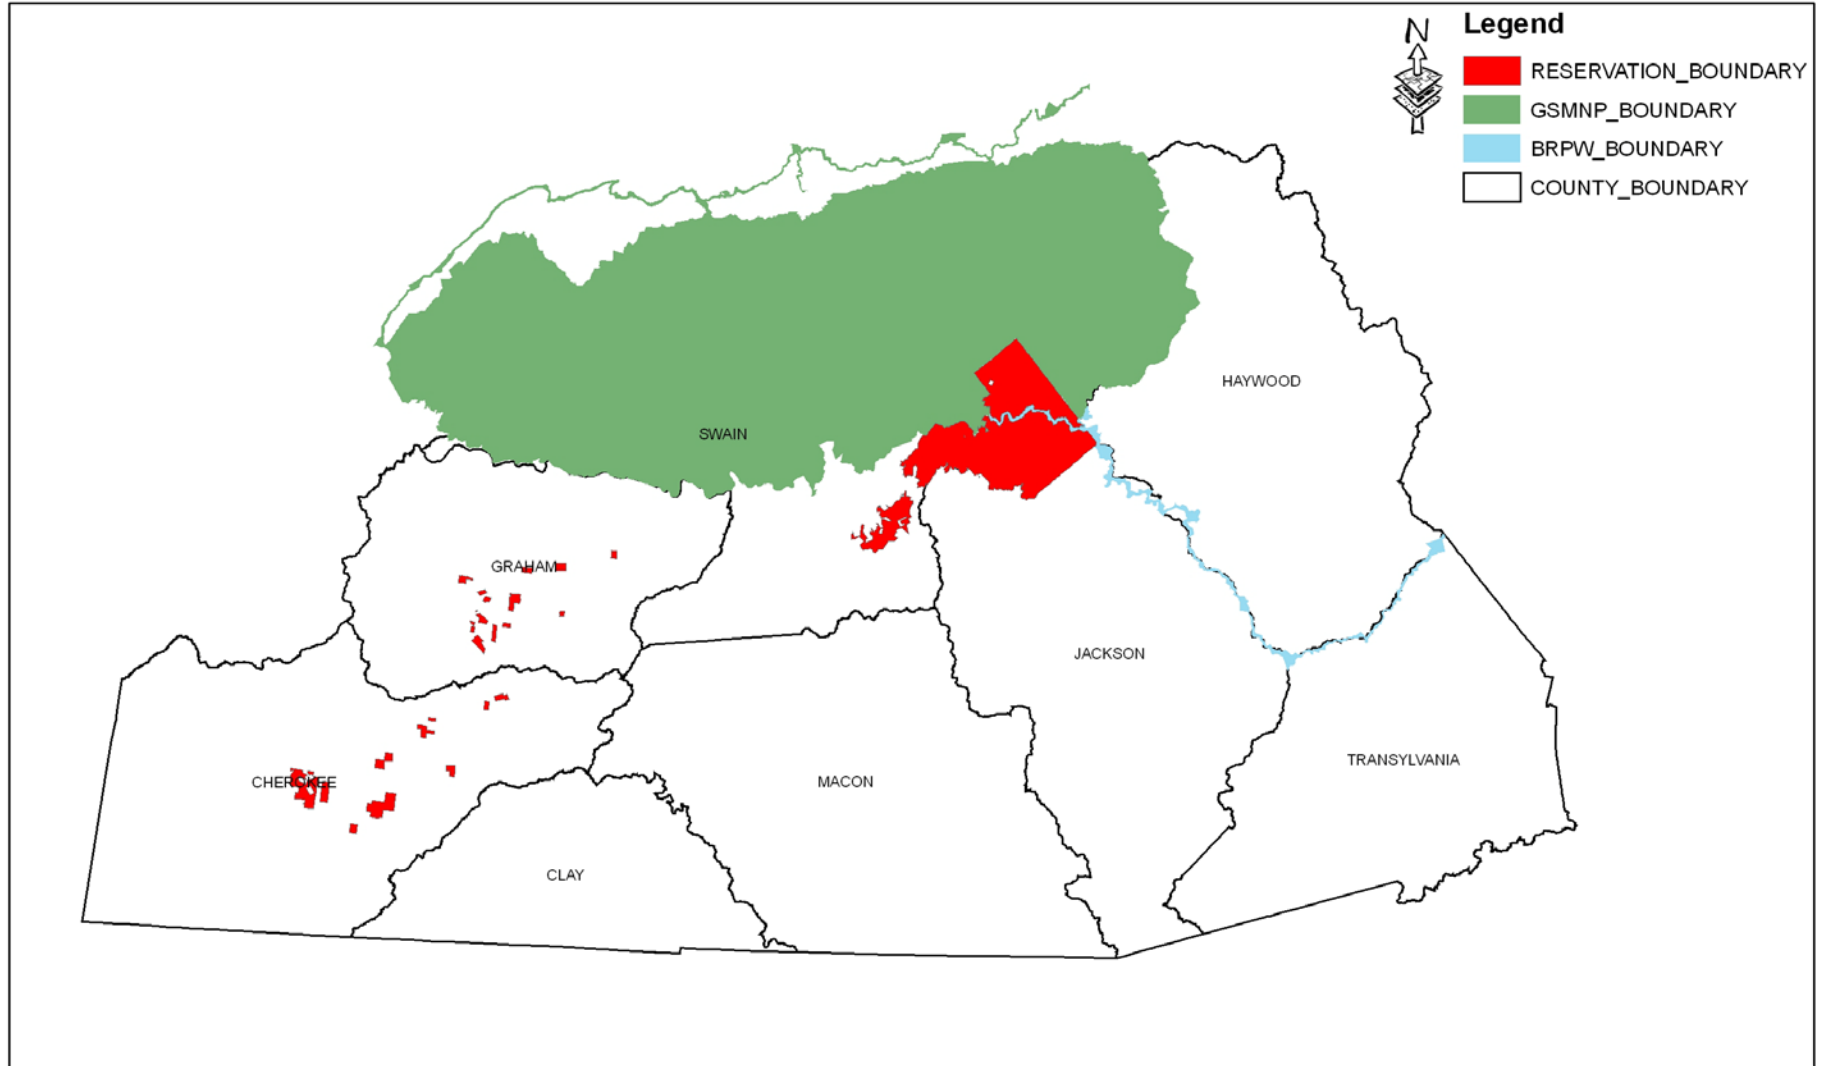 N
Legend
RESERVATION_BOUNDARY
GSMNP_BOUNDARY
BRPW_BOUNDARY
COUNTY_BOUNDARY
HAYWOOD
SWAIN
GRAHAM
JACKSON
TRANSYLVANIA
CHEROKEE
MACON
CLAY